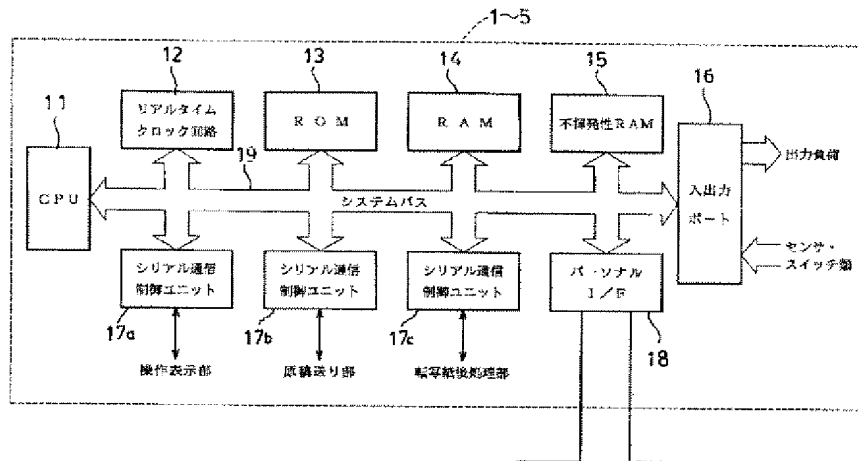 1〜5
12
13
14
15
16
11
リアルタイム
クロック回路
ROM
RAM
不揮発性RAM
CPU
19
システムバス
入出力
ポート
出力負荷
センサ・
スイッチ類
シリアル通信
制御ユニット
シリアル通信
制御ユニット
シリアル通信
制御ユニット
パーソナル
I/F
17a
17b
17c
18
操作表示部
原稿送り部
転写紙後処理部